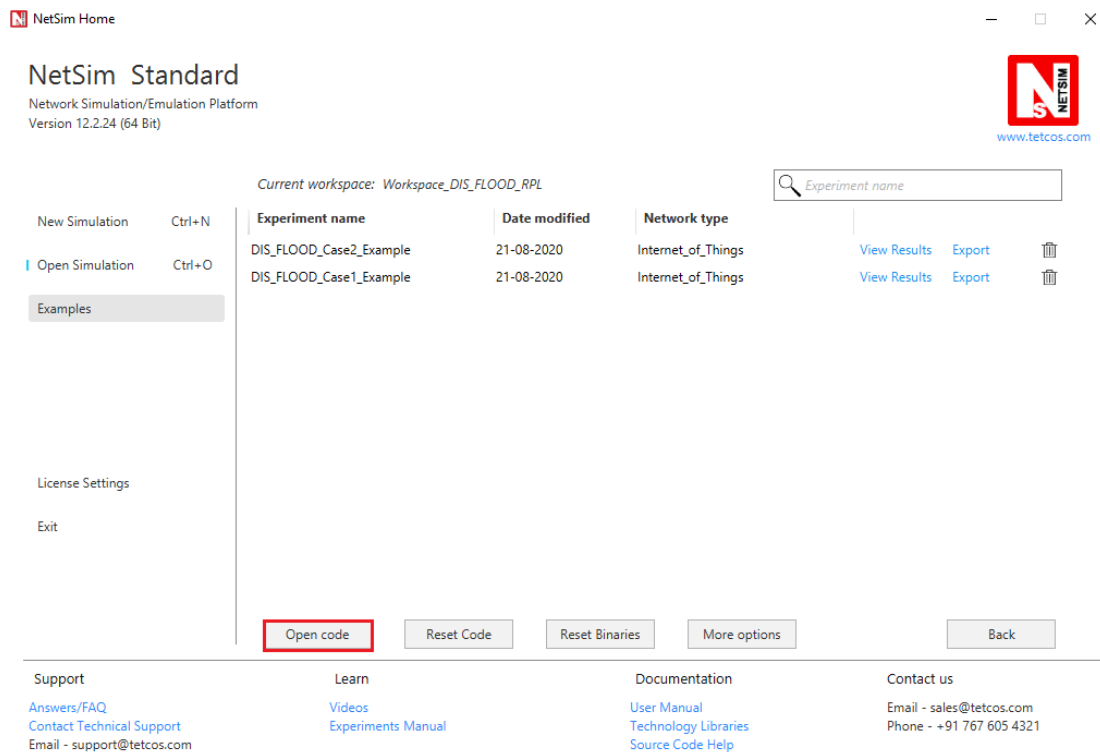 NetSim Home
NetSim Standard
Network Simulation/Emulation Platform
Version 12.2.24 (64 Bit)
N
S
NETSIM
www.tetcos.com
Current workspace: Workspace_DIS_FLOOD_RPL
Experiment name
New Simulation Ctrl+N
Open Simulation Ctrl+O
Examples
License Settings
Exit
Experiment name Date modified Network type
DIS_FLOOD_Case2_Example 21-08-2020 Internet_of_Things View Results Export
DIS_FLOOD_Case1_Example 21-08-2020 Internet_of_Things View Results Export
Open code Reset Code Reset Binaries More options Back
Support
Answers/FAQ
Contact Technical Support
Email - support@tetcos.com
Learn
Videos
Experiments Manual
Documentation
User Manual
Technology Libraries
Source Code Help
Contact us
Email - sales@tetcos.com
Phone - +91 767 605 4321